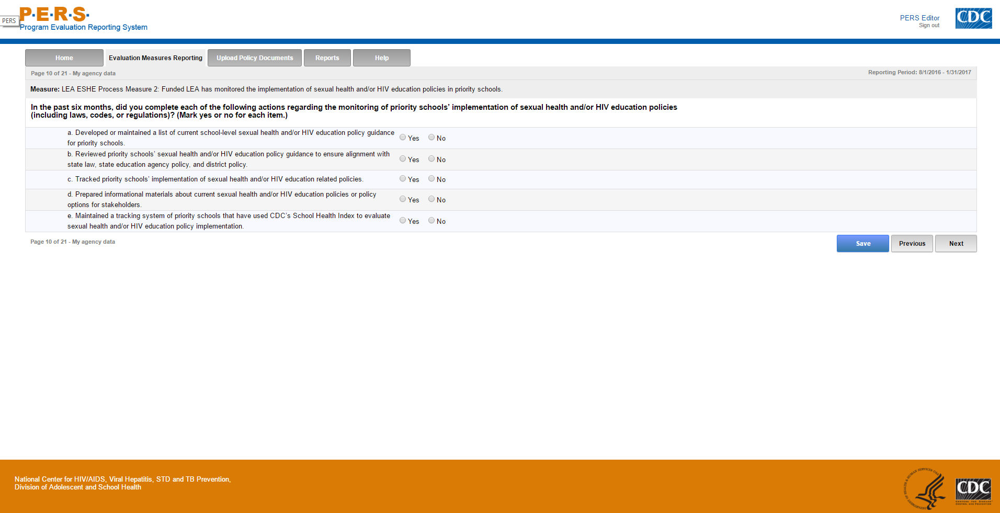 P·E·R·S·
PERS
Program Evaluation Reporting System
PERS Editor
Sign out
CDC
Home
Evaluation Measures Reporting
Upload Policy Documents
Reports
Help
Page 10 of 21 - My agency data
Reporting Period: 8/1/2016 - 1/31/2017
Measure: LEA ESHE Process Measure 2: Funded LEA has monitored the implementation of sexual health and/or HIV education policies in priority schools.
In the past six months, did you complete each of the following actions regarding the monitoring of priority schools’ implementation of sexual health and/or HIV education policies
(including laws, codes, or regulations)? (Mark yes or no for each item.)
a. Developed or maintained a list of current school-level sexual health and/or HIV education policy guidance
for priority schools.
Yes No
b. Reviewed priority schools’ sexual health and/or HIV education policy guidance to ensure alignment with
state law, state education agency policy, and district policy.
Yes No
c. Tracked priority schools’ implementation of sexual health and/or HIV education related policies.
Yes No
d. Prepared informational materials about current sexual health and/or HIV education policies or policy
options for stakeholders.
Yes No
e. Maintained a tracking system of priority schools that have used CDC’s School Health Index to evaluate
sexual health and/or HIV education policy implementation.
Yes No
Page 10 of 21 - My agency data
Save
Previous
Next
National Center for HIV/AIDS, Viral Hepatitis, STD and TB Prevention,
Division of Adolescent and School Health
DEPARTMENT OF HEALTH & HUMAN SERVICES·USA
CDC
CENTERS FOR DISEASE
CONTROL AND PREVENTION